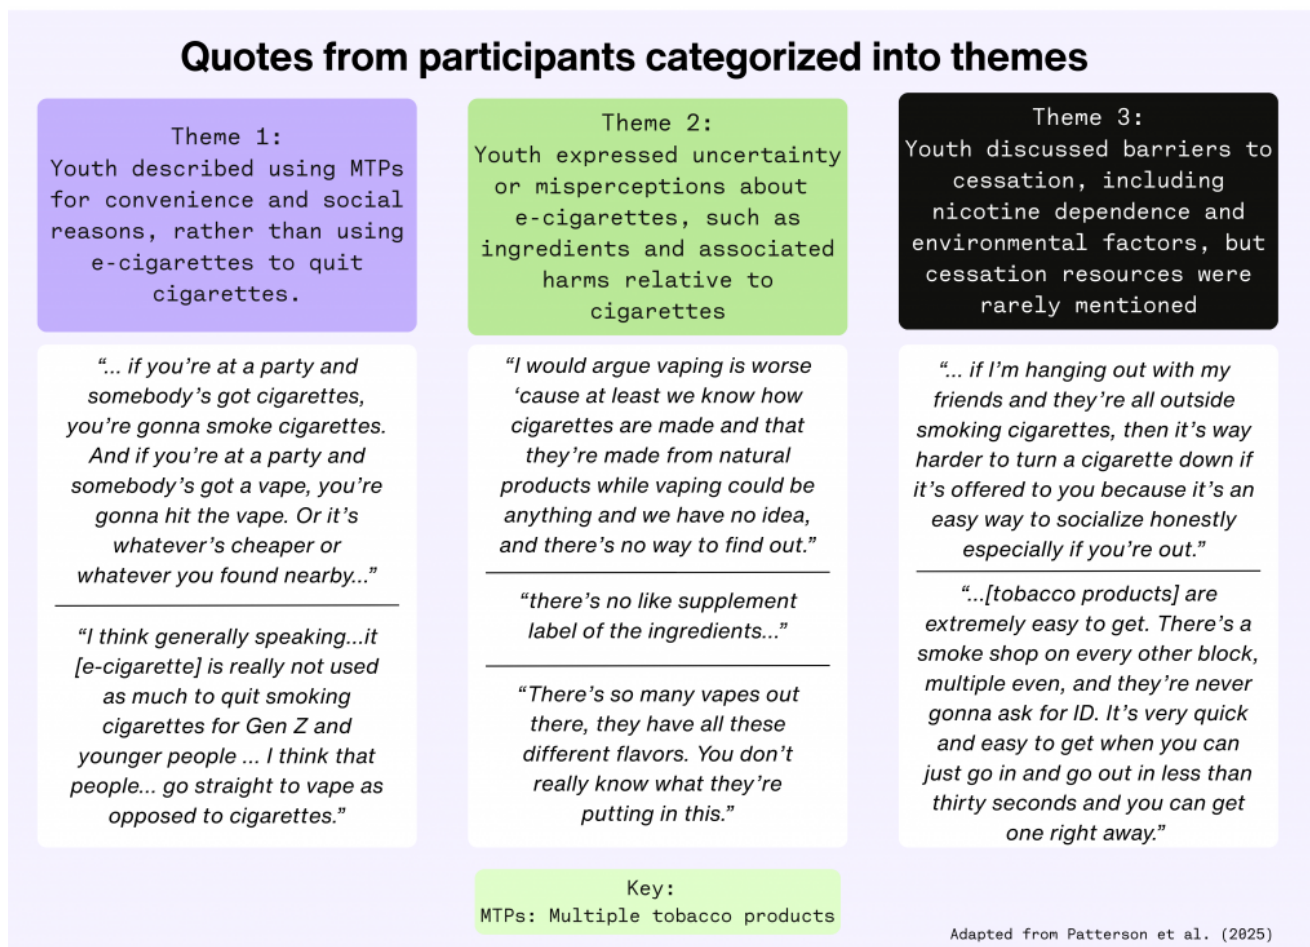 Quotes from participants categorized into themes
Theme 1:
Youth described using MTPs
for convenience and social
reasons, rather than using
e-cigarettes to quit
cigarettes.
“... if you’re at a party and
somebody’s got cigarettes,
you’re gonna smoke cigarettes.
And if you’re at a party and
somebody’s got a vape, you’re
gonna hit the vape. Or it’s
whatever’s cheaper or
whatever you found nearby...”
“I think generally speaking...it
[e-cigarette] is really not used
as much to quit smoking
cigarettes for Gen Z and
younger people ... I think that
people... go straight to vape as
opposed to cigarettes.”
Theme 2:
Youth expressed uncertainty
or misperceptions about
e-cigarettes, such as
ingredients and associated
harms relative to
cigarettes
“I would argue vaping is worse
‘cause at least we know how
cigarettes are made and that
they’re made from natural
products while vaping could be
anything and we have no idea,
and there’s no way to find out.”
“there’s no like supplement
label of the ingredients...”
“There’s so many vapes out
there, they have all these
different flavors. You don’t
really know what they’re
putting in this.”
Theme 3:
Youth discussed barriers to
cessation, including
nicotine dependence and
environmental factors, but
cessation resources were
rarely mentioned
“... if I’m hanging out with my
friends and they’re all outside
smoking cigarettes, then it’s way
harder to turn a cigarette down if
it’s offered to you because it’s an
easy way to socialize honestly
especially if you’re out.”
“...[tobacco products] are
extremely easy to get. There’s a
smoke shop on every other block,
multiple even, and they’re never
gonna ask for ID. It’s very quick
and easy to get when you can
just go in and go out in less than
thirty seconds and you can get
one right away.”
Key:
MTPs: Multiple tobacco products
Adapted from Patterson et al. (2025)